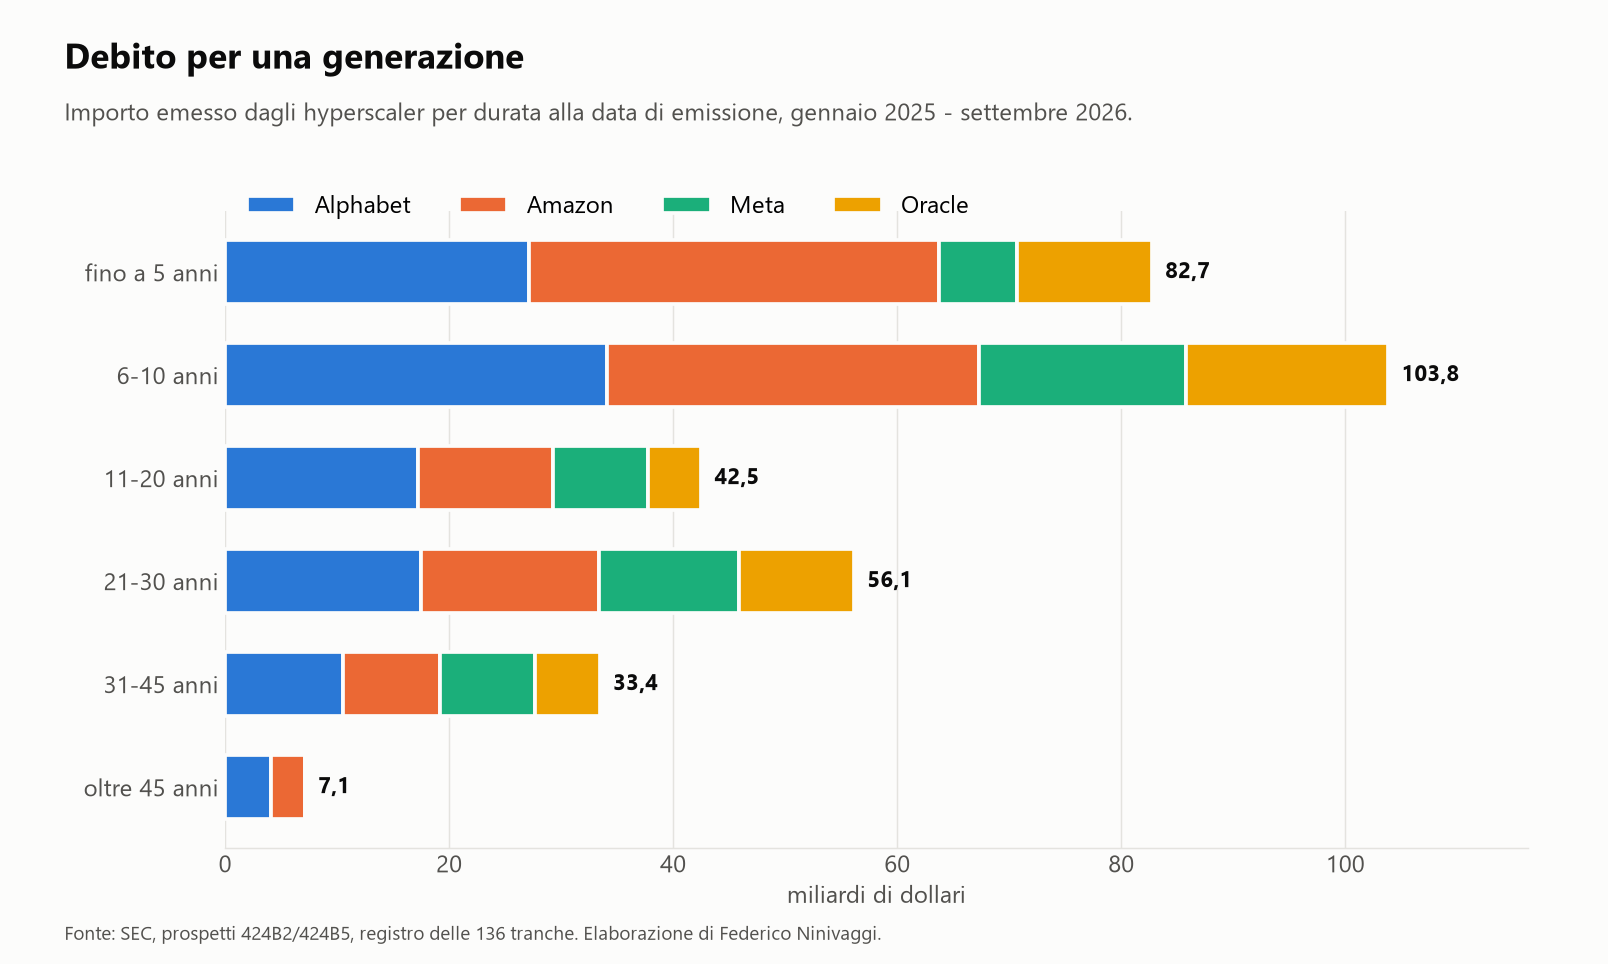 Debito per una generazione
Importo emesso dagli hyperscaler per durata alla data di emissione, gennaio 2025 - settembre 2026.
Alphabet Amazon Meta Oracle
fino a 5 anni 82,7
6-10 anni 103,8
11-20 anni 42,5
21-30 anni 56,1
31-45 anni 33,4
oltre 45 anni 7,1
0 20 40 60 80 100
miliardi di dollari
Fonte: SEC, prospetti 424B2/424B5, registro delle 136 tranche. Elaborazione di Federico Ninivaggi.